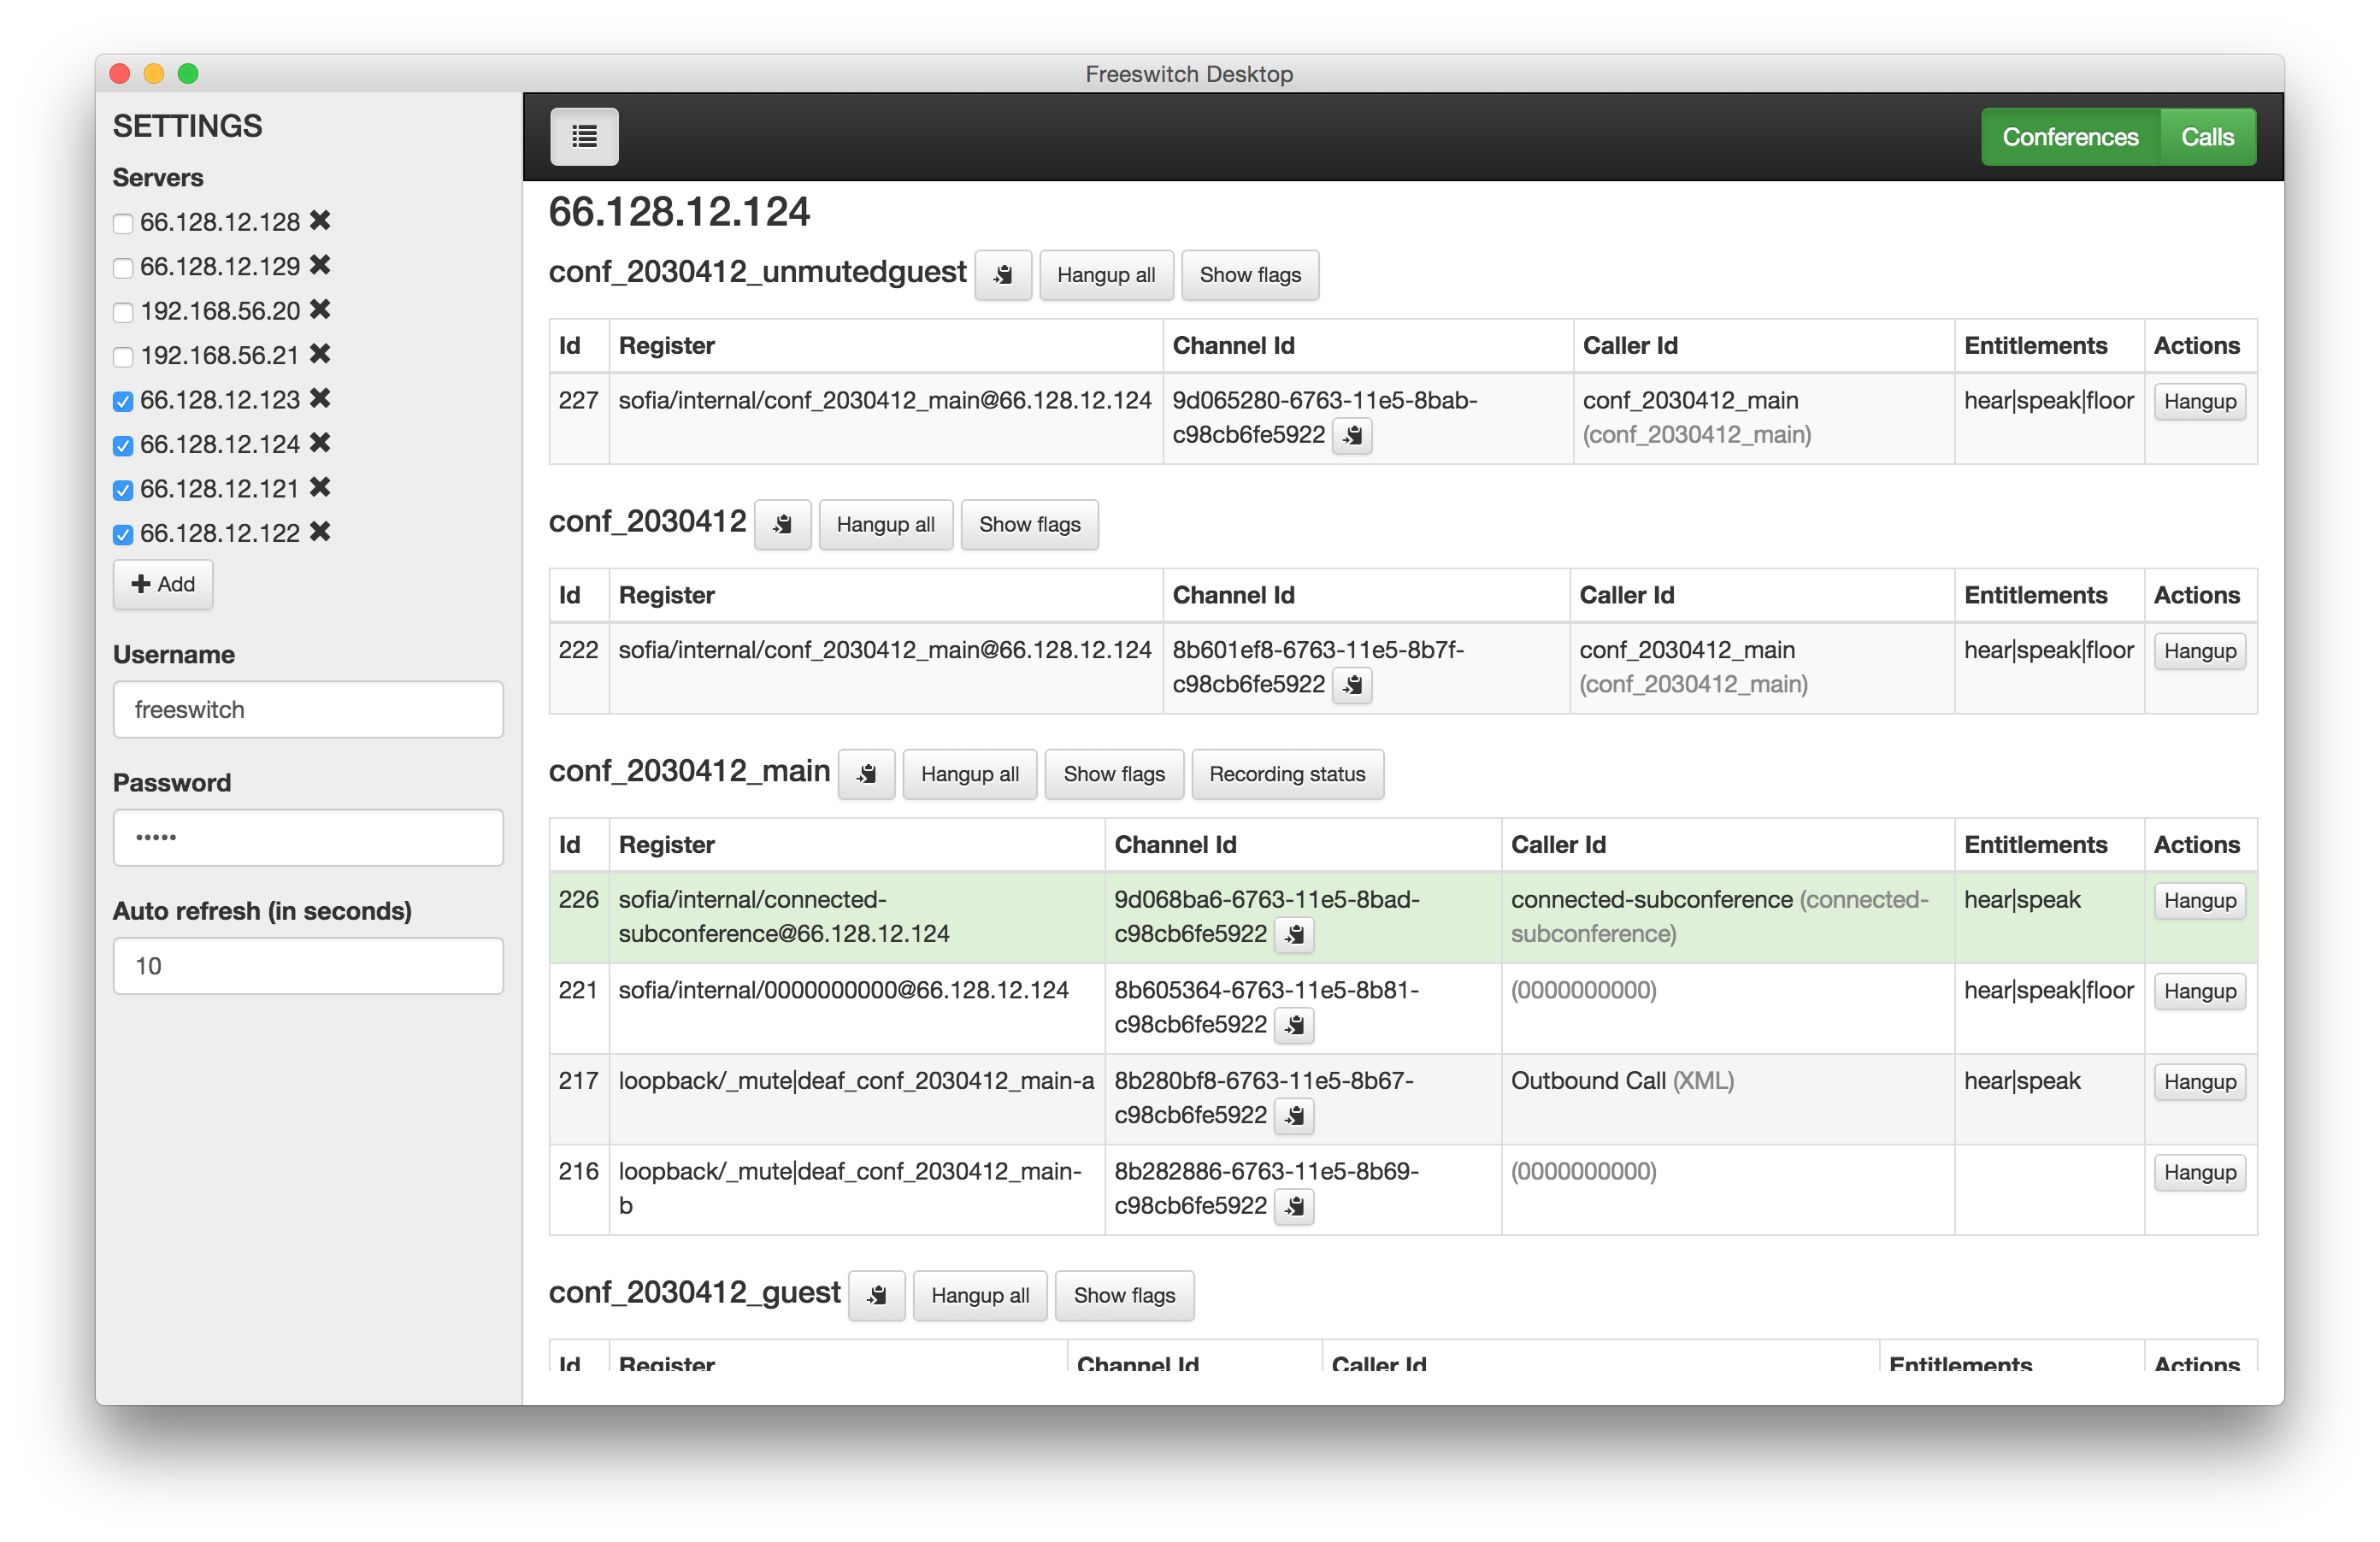 Freeswitch Desktop
SETTINGS
Servers
66.128.12.128
66.128.12.129
192.168.56.20
192.168.56.21
66.128.12.123
66.128.12.124
66.128.12.121
66.128.12.122
Add
Username
freeswitch
Password
•••••
Auto refresh (in seconds)
10
Conferences Calls
66.128.12.124
conf_2030412_unmutedguest Hangup all Show flags
Id Register Channel Id Caller Id Entitlements Actions
227 sofia/internal/conf_2030412_main@66.128.12.124 9d065280-6763-11e5-8bab- conf_2030412_main hear|speak|floor Hangup
c98cb6fe5922 (conf_2030412_main)
conf_2030412 Hangup all Show flags
Id Register Channel Id Caller Id Entitlements Actions
222 sofia/internal/conf_2030412_main@66.128.12.124 8b601ef8-6763-11e5-8b7f- conf_2030412_main hear|speak|floor Hangup
c98cb6fe5922 (conf_2030412_main)
conf_2030412_main Hangup all Show flags Recording status
Id Register Channel Id Caller Id Entitlements Actions
226 sofia/internal/connected- 9d068ba6-6763-11e5-8bad- connected-subconference (connected- hear|speak Hangup
subconference@66.128.12.124 c98cb6fe5922 subconference)
221 sofia/internal/0000000000@66.128.12.124 8b605364-6763-11e5-8b81- (0000000000) hear|speak|floor Hangup
c98cb6fe5922
217 loopback/_mute|deaf_conf_2030412_main-a 8b280bf8-6763-11e5-8b67- Outbound Call (XML) hear|speak Hangup
c98cb6fe5922
216 loopback/_mute|deaf_conf_2030412_main- 8b282886-6763-11e5-8b69- (0000000000) Hangup
b c98cb6fe5922
conf_2030412_guest Hangup all Show flags
Id Register Channel Id Caller Id Entitlements Actions